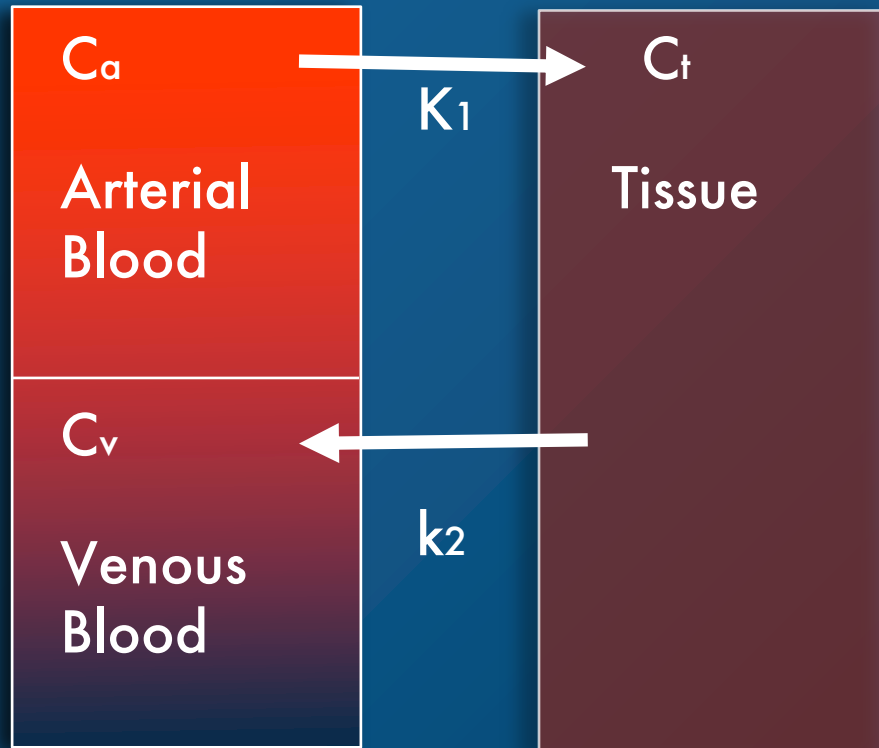 Ca
Arterial
Blood
K1
Ct
Tissue
Cv
Venous
Blood
k2